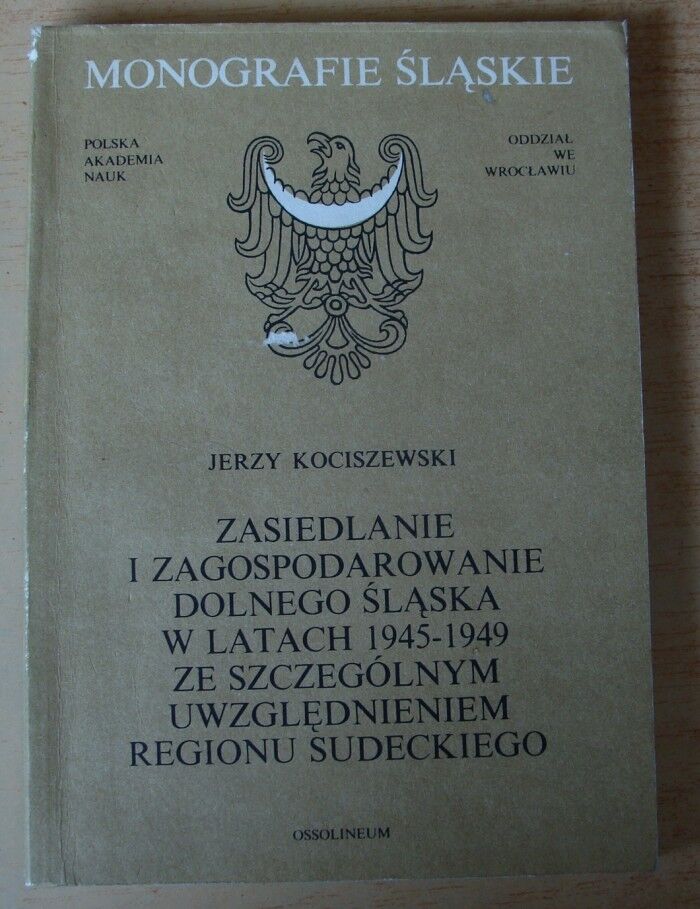 MONOGRAFIE ŚLĄSKIE
POLSKA
AKADEMIA
NAUK
ODDZIAŁ
WE
WROCŁAWIU
JERZY KOCISZEWSKI
ZASIEDLANIE
I ZAGOSPODAROWANIE
DOLNEGO ŚLĄSKA
W LATACH 1945-1949
ZE SZCZEGÓLNYM
UWZGLĘDNIENIEM
REGIONU SUDECKIEGO
OSSOLINEUM